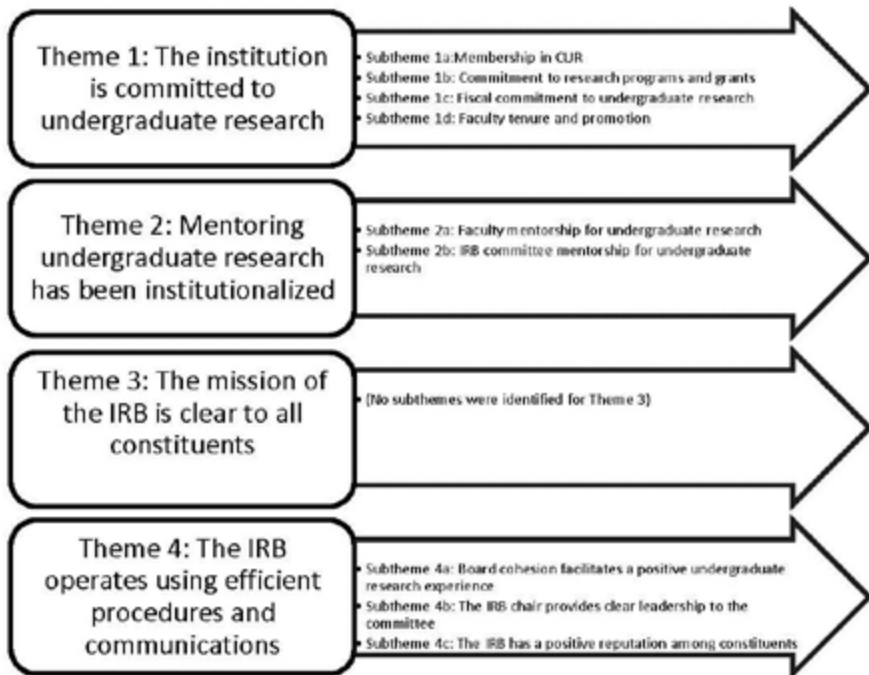 Theme 1: The institution
is committed to
undergraduate research
• Subtheme 1a:Membership in CUR
• Subtheme 1b: Commitment to research programs and grants
• Subtheme 1c: Fiscal commitment to undergraduate research
• Subtheme 1d: Faculty tenure and promotion
Theme 2: Mentoring
undergraduate research
has been institutionalized
• Subtheme 2a: Faculty mentorship for undergraduate research
• Subtheme 2b: IRB committee mentorship for undergraduate
research
Theme 3: The mission of
the IRB is clear to all
constituents
• (No subthemes were identified for Theme 3)
Theme 4: The IRB
operates using efficient
procedures and
communications
• Subtheme 4a: Board cohesion facilitates a positive undergraduate
research experience
• Subtheme 4b: The IRB chair provides clear leadership to the
committee
• Subtheme 4c: The IRB has a positive reputation among constituents